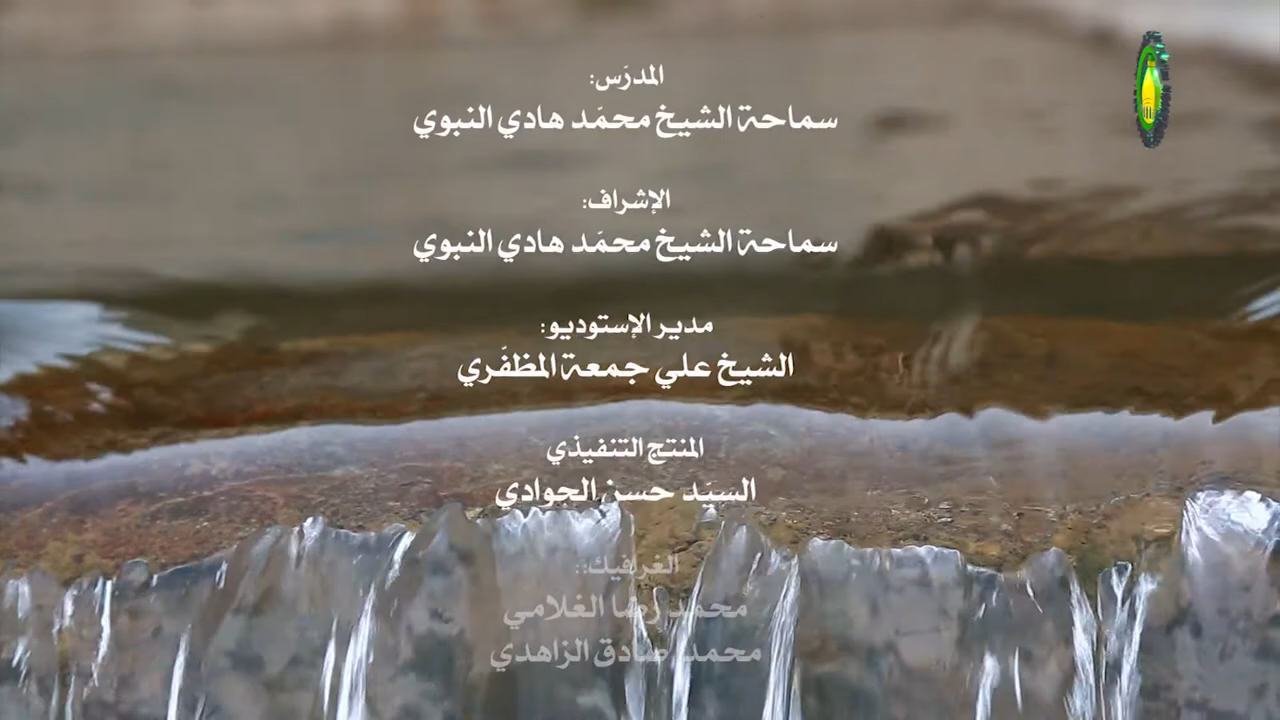 المدرّس:
سماحة الشيخ محمّد هادي النبوي
الإشراف:
سماحة الشيخ محمّد هادي النبوي
مدير الإستوديو:
الشيخ علي جمعة المظفّري
المنتج التنفيذي
السيّد حسن الجوادي
الغرافيك::
محمد رضا الغلامي
محمد صادق الزاهدي